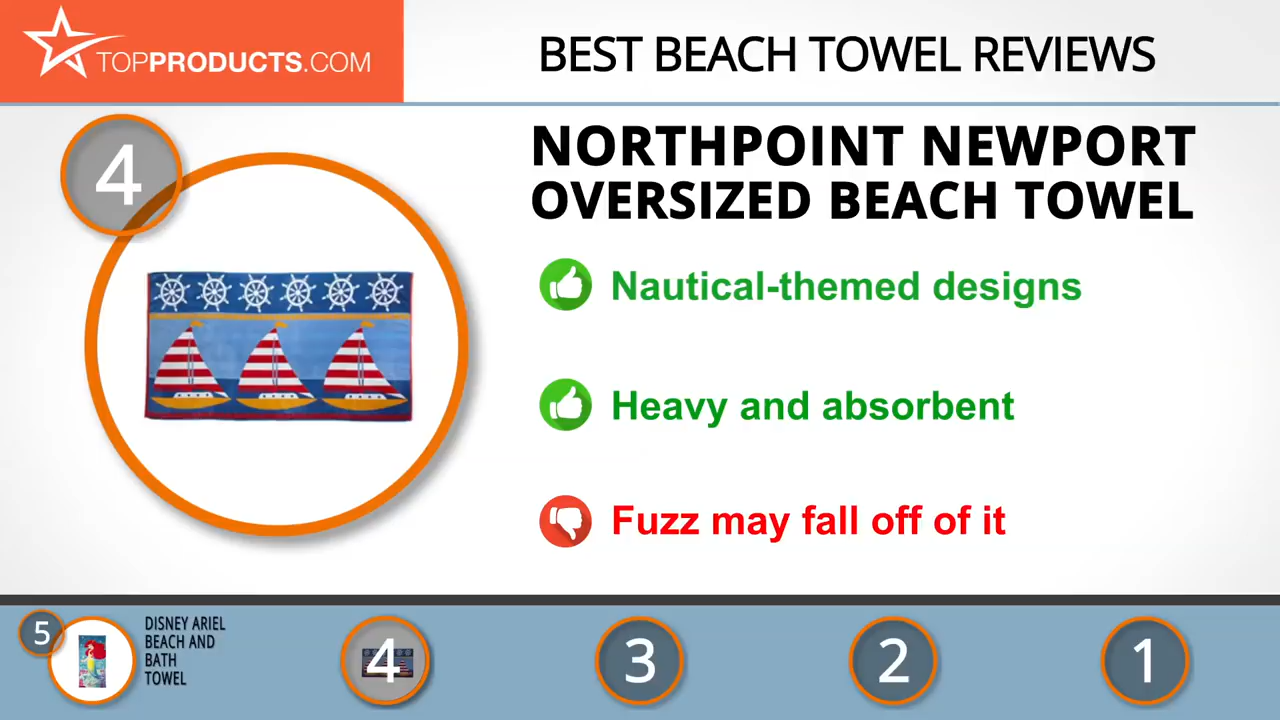 TOPPRODUCTS.COM
BEST BEACH TOWEL REVIEWS
4
NORTHPOINT NEWPORT
OVERSIZED BEACH TOWEL
Nautical-themed designs
Heavy and absorbent
Fuzz may fall off of it
5
DISNEY ARIEL
BEACH AND
BATH
TOWEL
4
3
2
1